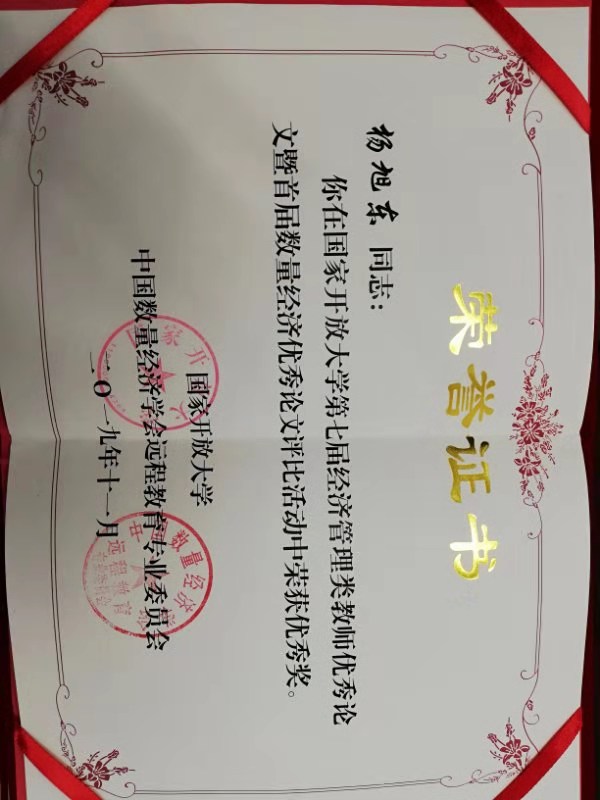 荣誉证书
杨旭东 同志：
你在国家开放大学第七届经济管理类教师优秀论
文暨首届数量经济优秀论文评比活动中荣获优秀奖。
国家开放大学
中国数量经济学会远程教育专业委员会
二〇一九年十一月